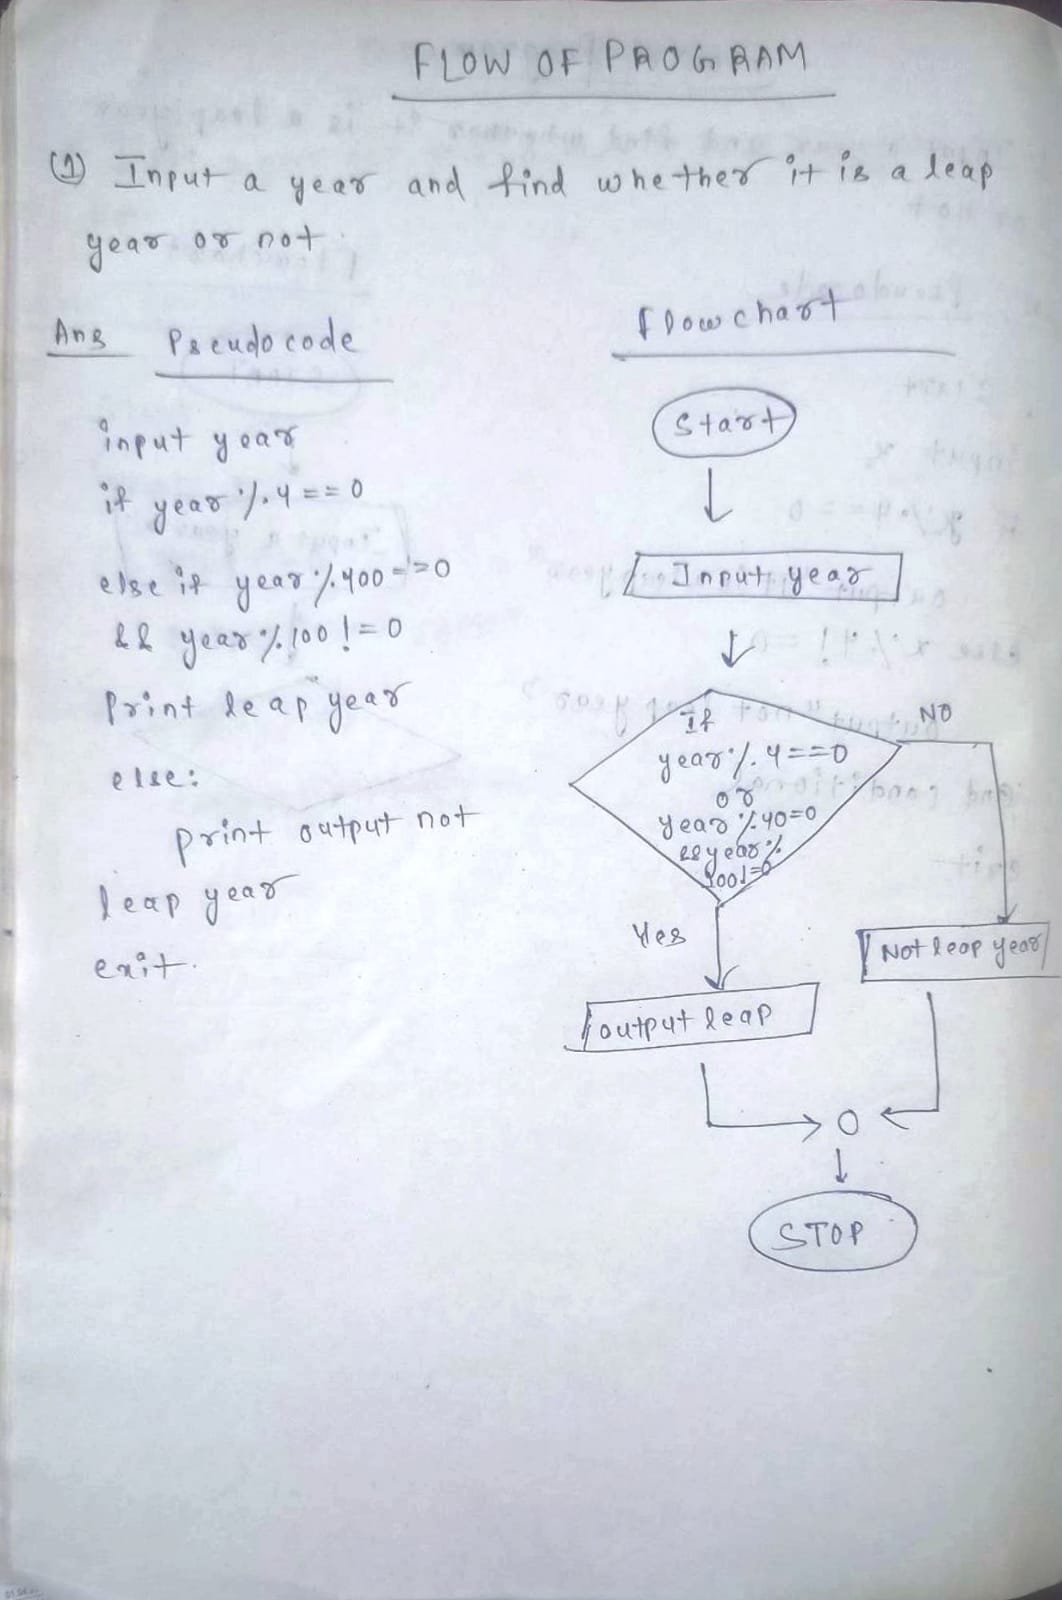 FLOW OF PROGRAM
(1) Input a year and find whether it is a leap
year or not.
Ans Pseudocode
input year
if year %.4 == 0
else if year %.400 == 0
&& year % 100 != 0
Print leap year
else:
print output not
leap year
exit.
Flowchart
Start
Input year
If
year %. 4 == 0
or
year % 40=0
&& year %
100!=0
NO
Yes
Not leap year
output leap
O
STOP